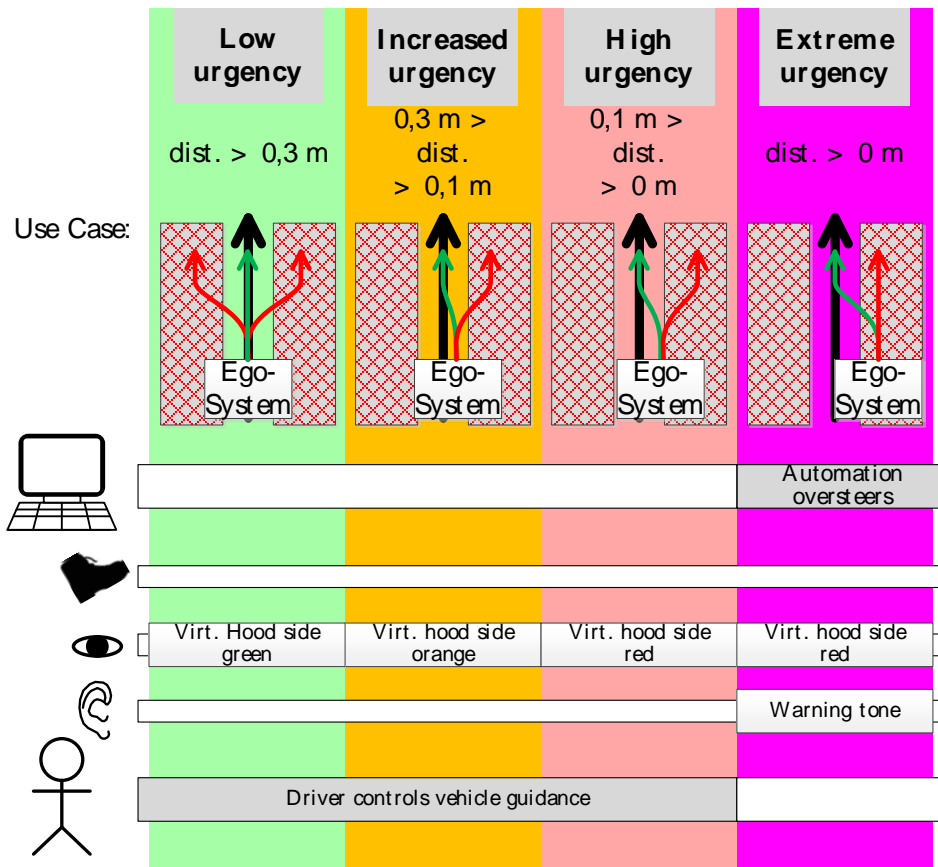 Low
urgency
Increased
urgency
High
urgency
Extreme
urgency
dist. > 0,3 m
0,3 m >
dist.
> 0,1 m
0,1 m >
dist.
> 0 m
dist. > 0 m
Use Case:
Ego-
System
Ego-
System
Ego-
System
Ego-
System
Automation
oversteers
Virt. Hood side
green
Virt. hood side
orange
Virt. hood side
red
Virt. hood side
red
Warning tone
Driver controls vehicle guidance